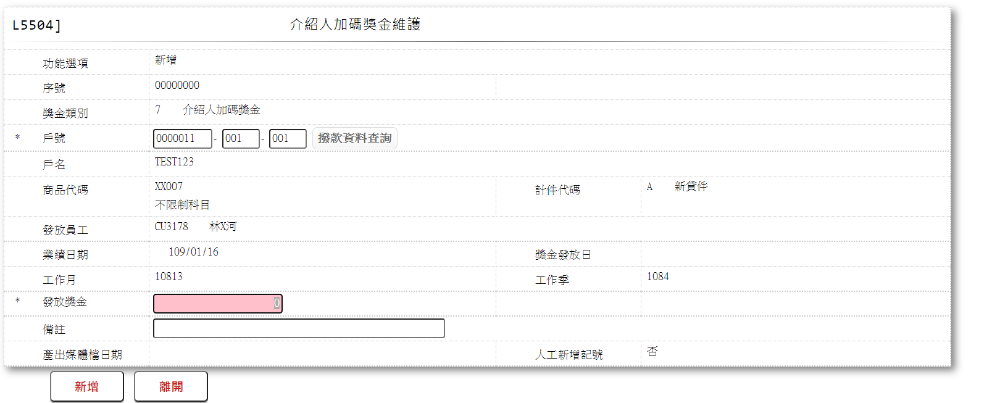 L5504] 介紹人加碼獎金維護
功能選項 新增
序號 00000000
獎金類別 7 介紹人加碼獎金
* 戶號 0000011 - 001 - 001 撥款資料查詢
戶名 TEST123
商品代碼 XX007 計件代碼 A 新貸件
不限制科目
發放員工 CU3178 林X河
業績日期 109/01/16 獎金發放日
工作月 10813 工作季 1084
* 發放獎金 0
備註
產出媒體檔日期 人工新增記號 否
新增 離開